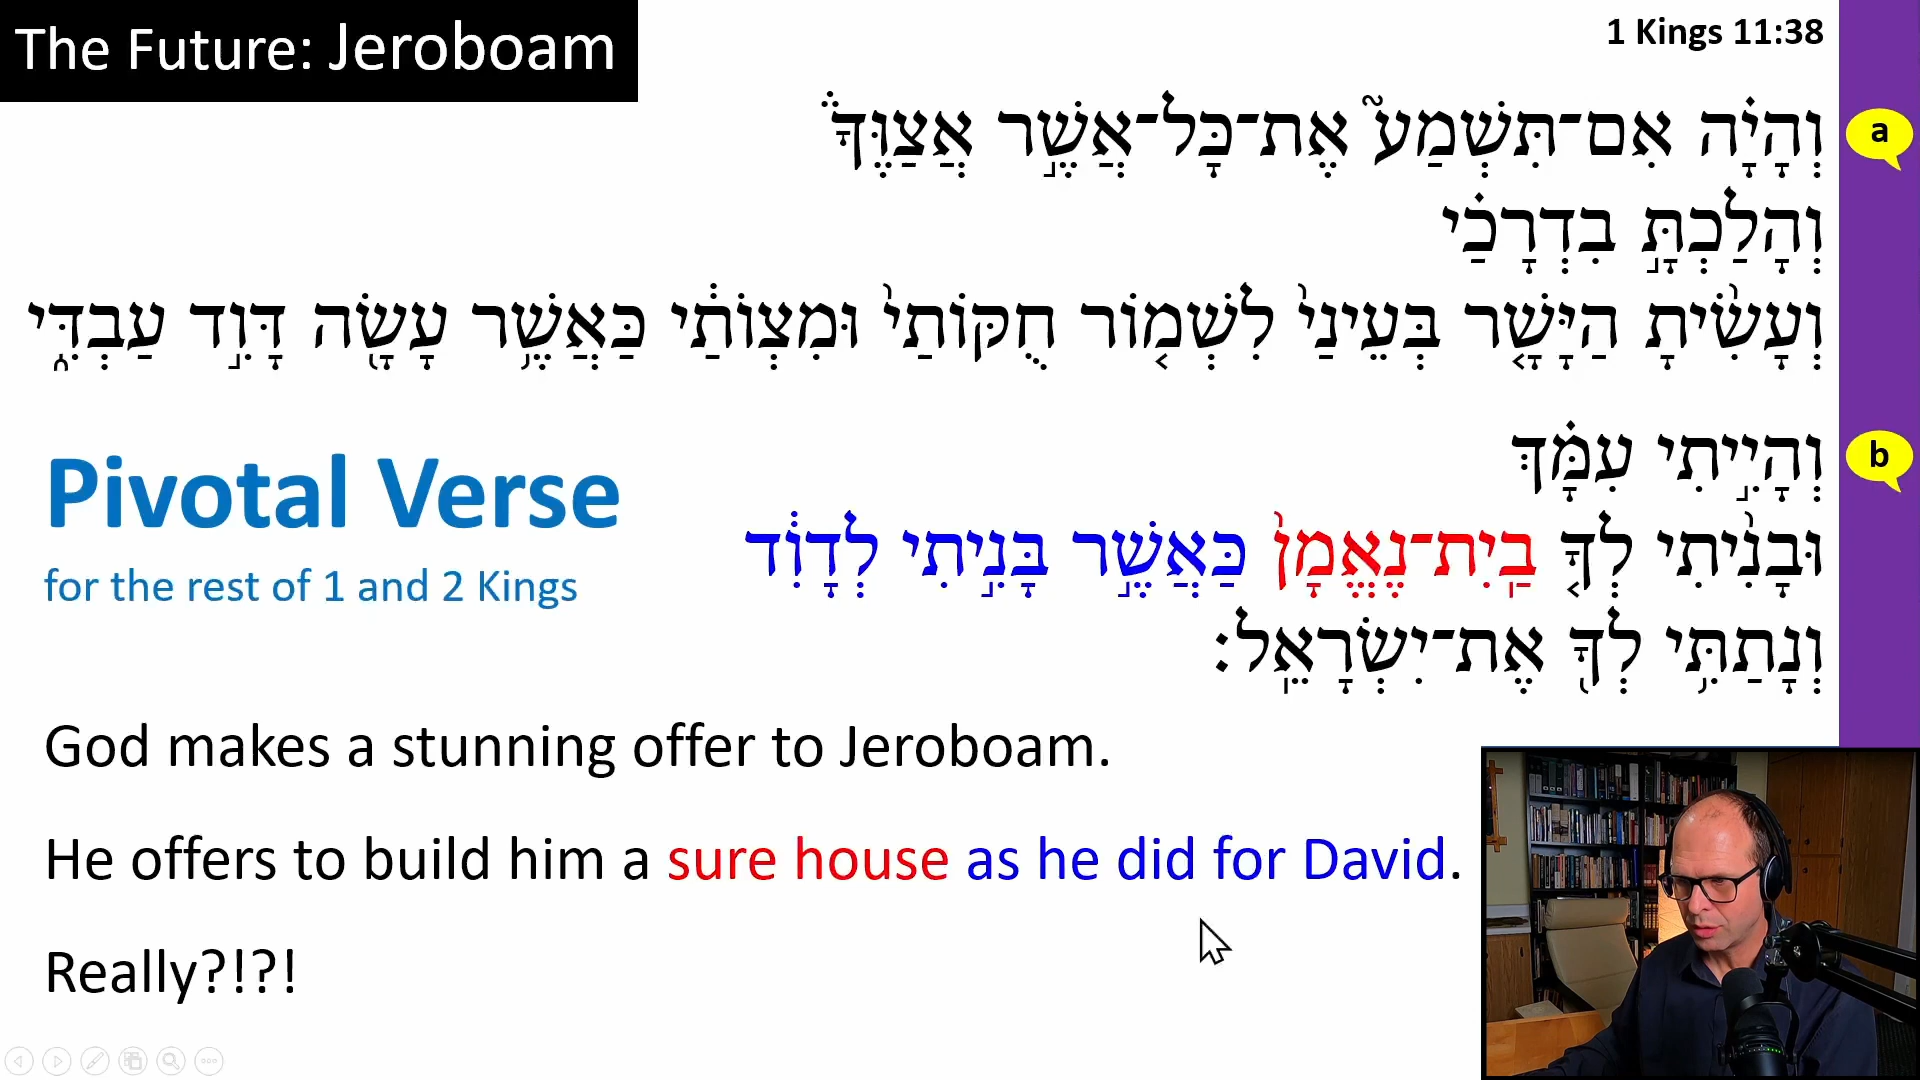 The Future: Jeroboam
1 Kings 11:38
a
וְהָיָ֗ה אִם־תִּשְׁמַע֮ אֶת־כָּל־אֲשֶׁ֣ר אֲצַוֶּךָ֒
וְהָלַכְתָּ֣ בִדְרָכַ֗י
וְעָשִׂ֨יתָ הַיָּשָׁ֤ר בְּעֵינַי֙ לִשְׁמ֤וֹר חֻקּוֹתַי֙ וּמִצְוֺתַ֔י כַּאֲשֶׁ֥ר עָשָׂ֖ה דָּוִ֣ד עַבְדִּ֑י
b
וְהָיִ֣יתִי עִמָּ֗ךְ
וּבָנִ֨יתִי לְךָ֤ בַֽיִת־נֶאֱמָן֙ כַּאֲשֶׁ֣ר בָּנִ֣יתִי לְדָוִ֔ד
וְנָתַתִּ֥י לְךָ֖ אֶת־יִשְׂרָאֵֽל׃
Pivotal Verse
for the rest of 1 and 2 Kings
God makes a stunning offer to Jeroboam.
He offers to build him a sure house as he did for David.
Really?!?!